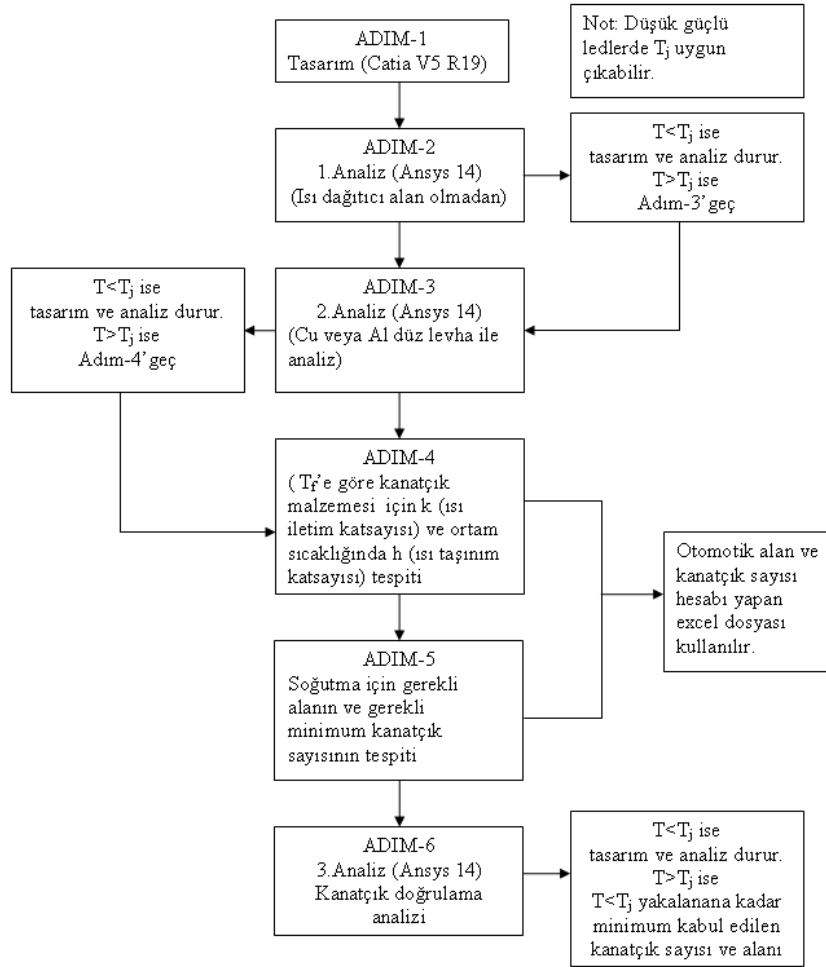 ADIM-1
Tasarım (Catia V5 R19)
Not: Düşük güçlü
ledlerde Tj uygun
çıkabilir.
ADIM-2
1.Analiz (Ansys 14)
(Isı dağıtıcı alan olmadan)
T<Tj ise
tasarım ve analiz durur.
T>Tj ise
Adım-3’geç
ADIM-3
2.Analiz (Ansys 14)
(Cu veya Al düz levha ile
analiz)
T<Tj ise
tasarım ve analiz durur.
T>Tj ise
Adım-4’geç
ADIM-4
( Tf’e göre kanatçık
malzemesi için k (ısı
iletim katsayısı) ve ortam
sıcaklığında h (ısı taşınım
katsayısı) tespiti
Otomotik alan ve
kanatçık sayısı
hesabı yapan
excel dosyası
kullanılır.
ADIM-5
Soğutma için gerekli
alanın ve gerekli
minimum kanatçık
sayısının tespiti
ADIM-6
3.Analiz (Ansys 14)
Kanatçık doğrulama
analizi
T<Tj ise
tasarım ve analiz durur.
T>Tj ise
T<Tj yakalanana kadar
minimum kabul edilen
kanatçık sayısı ve alanı